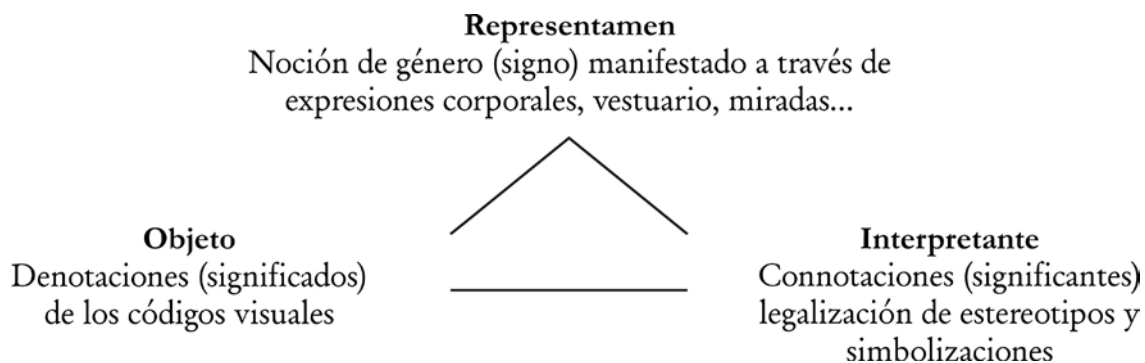 Representamen
Noción de género (signo) manifestado a través de
expresiones corporales, vestuario, miradas...
Objeto
Denotaciones (significados)
de los códigos visuales
Interpretante
Connotaciones (significantes)
legalización de estereotipos y
simbolizaciones